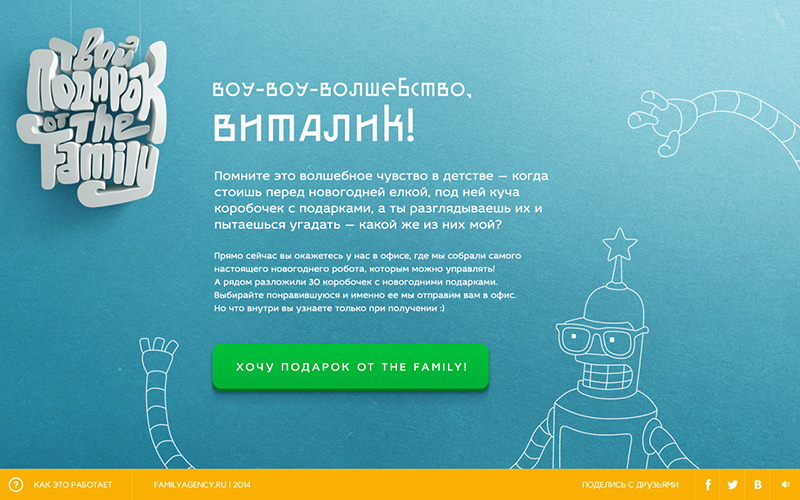 Твой
Подарок
от the
Family
Воу-воу-волшебство,
Виталик!
Помните это волшебное чувство в детстве — когда
стоишь перед новогодней елкой, под ней куча
коробочек с подарками, а ты разглядываешь их и
пытаешься угадать — какой же из них мой?
Прямо сейчас вы окажетесь у нас в офисе, где мы собрали самого
настоящего новогоднего робота, которым можно управлять!
А рядом разложили 30 коробочек с новогодними подарками.
Выбирайте понравившуюся и именно ее мы отправим вам в офис.
Но что внутри вы узнаете только при получении :)
ХОЧУ ПОДАРОК ОТ THE FAMILY!
? КАК ЭТО РАБОТАЕТ FAMILYAGENCY.RU | 2014 ПОДЕЛИСЬ С ДРУЗЬЯМИ f В